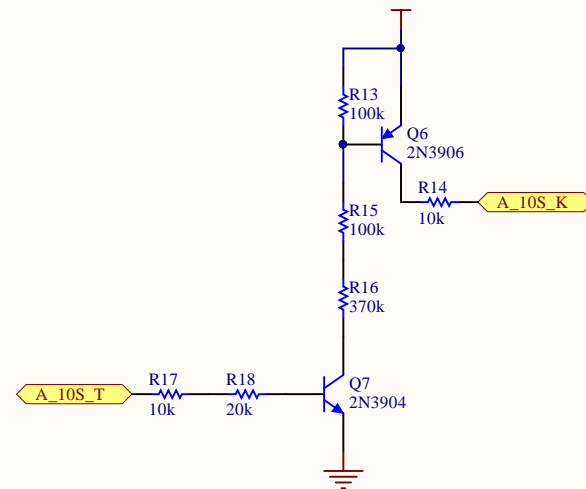 R13
100k
Q6
2N3906
R14
10k
A_10S_K
R15
100k
R16
370k
A_10S_T
R17
10k
R18
20k
Q7
2N3904